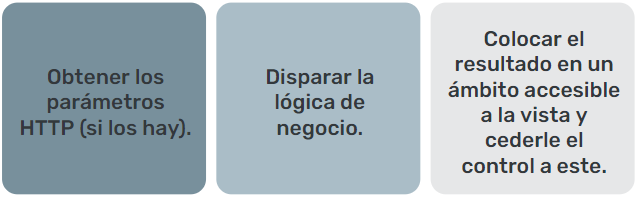 Obtener los
parámetros
HTTP (si los hay).
Disparar la
lógica de
negocio.
Colocar el
resultado en un
ámbito accesible
a la vista y
cederle el
control a este.